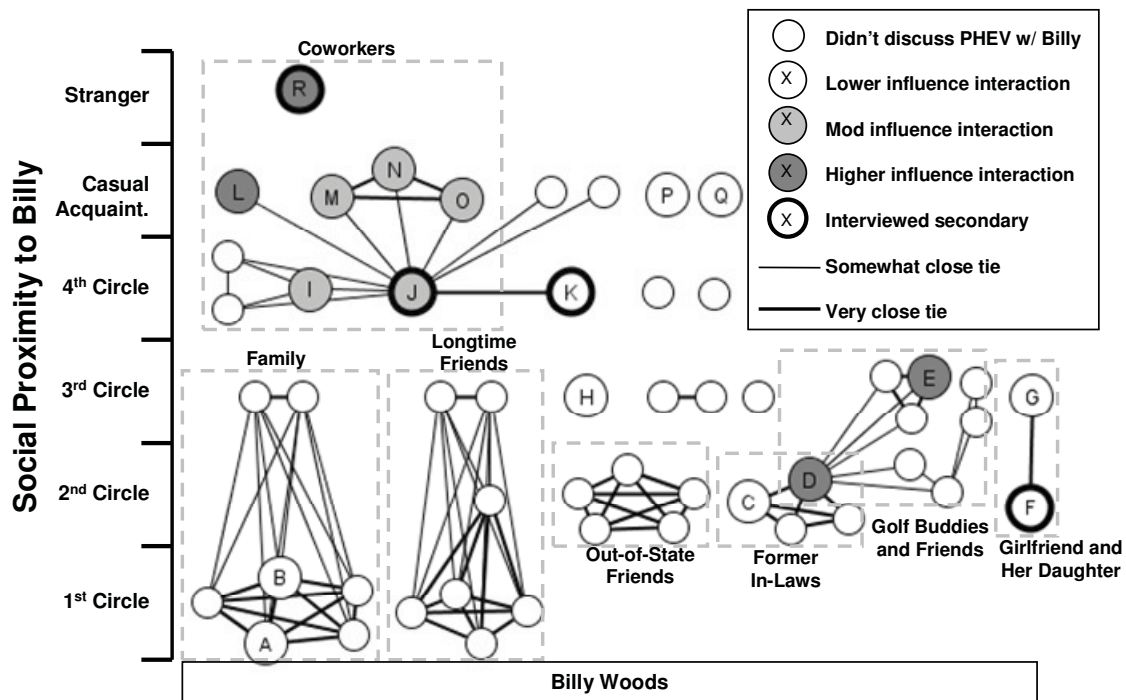 Social Proximity to Billy
Stranger
Casual
Acquaint.
4th Circle
3rd Circle
2nd Circle
1st Circle
Coworkers
R
L
M
N
O
P
Q
I
J
K
Family
Longtime
Friends
H
E
G
D
C
F
B
A
Out-of-State
Friends
Former
In-Laws
Golf Buddies
and Friends
Girlfriend and
Her Daughter
Billy Woods
Didn't discuss PHEV w/ Billy
X Lower influence interaction
X Mod influence interaction
X Higher influence interaction
X Interviewed secondary
Somewhat close tie
Very close tie